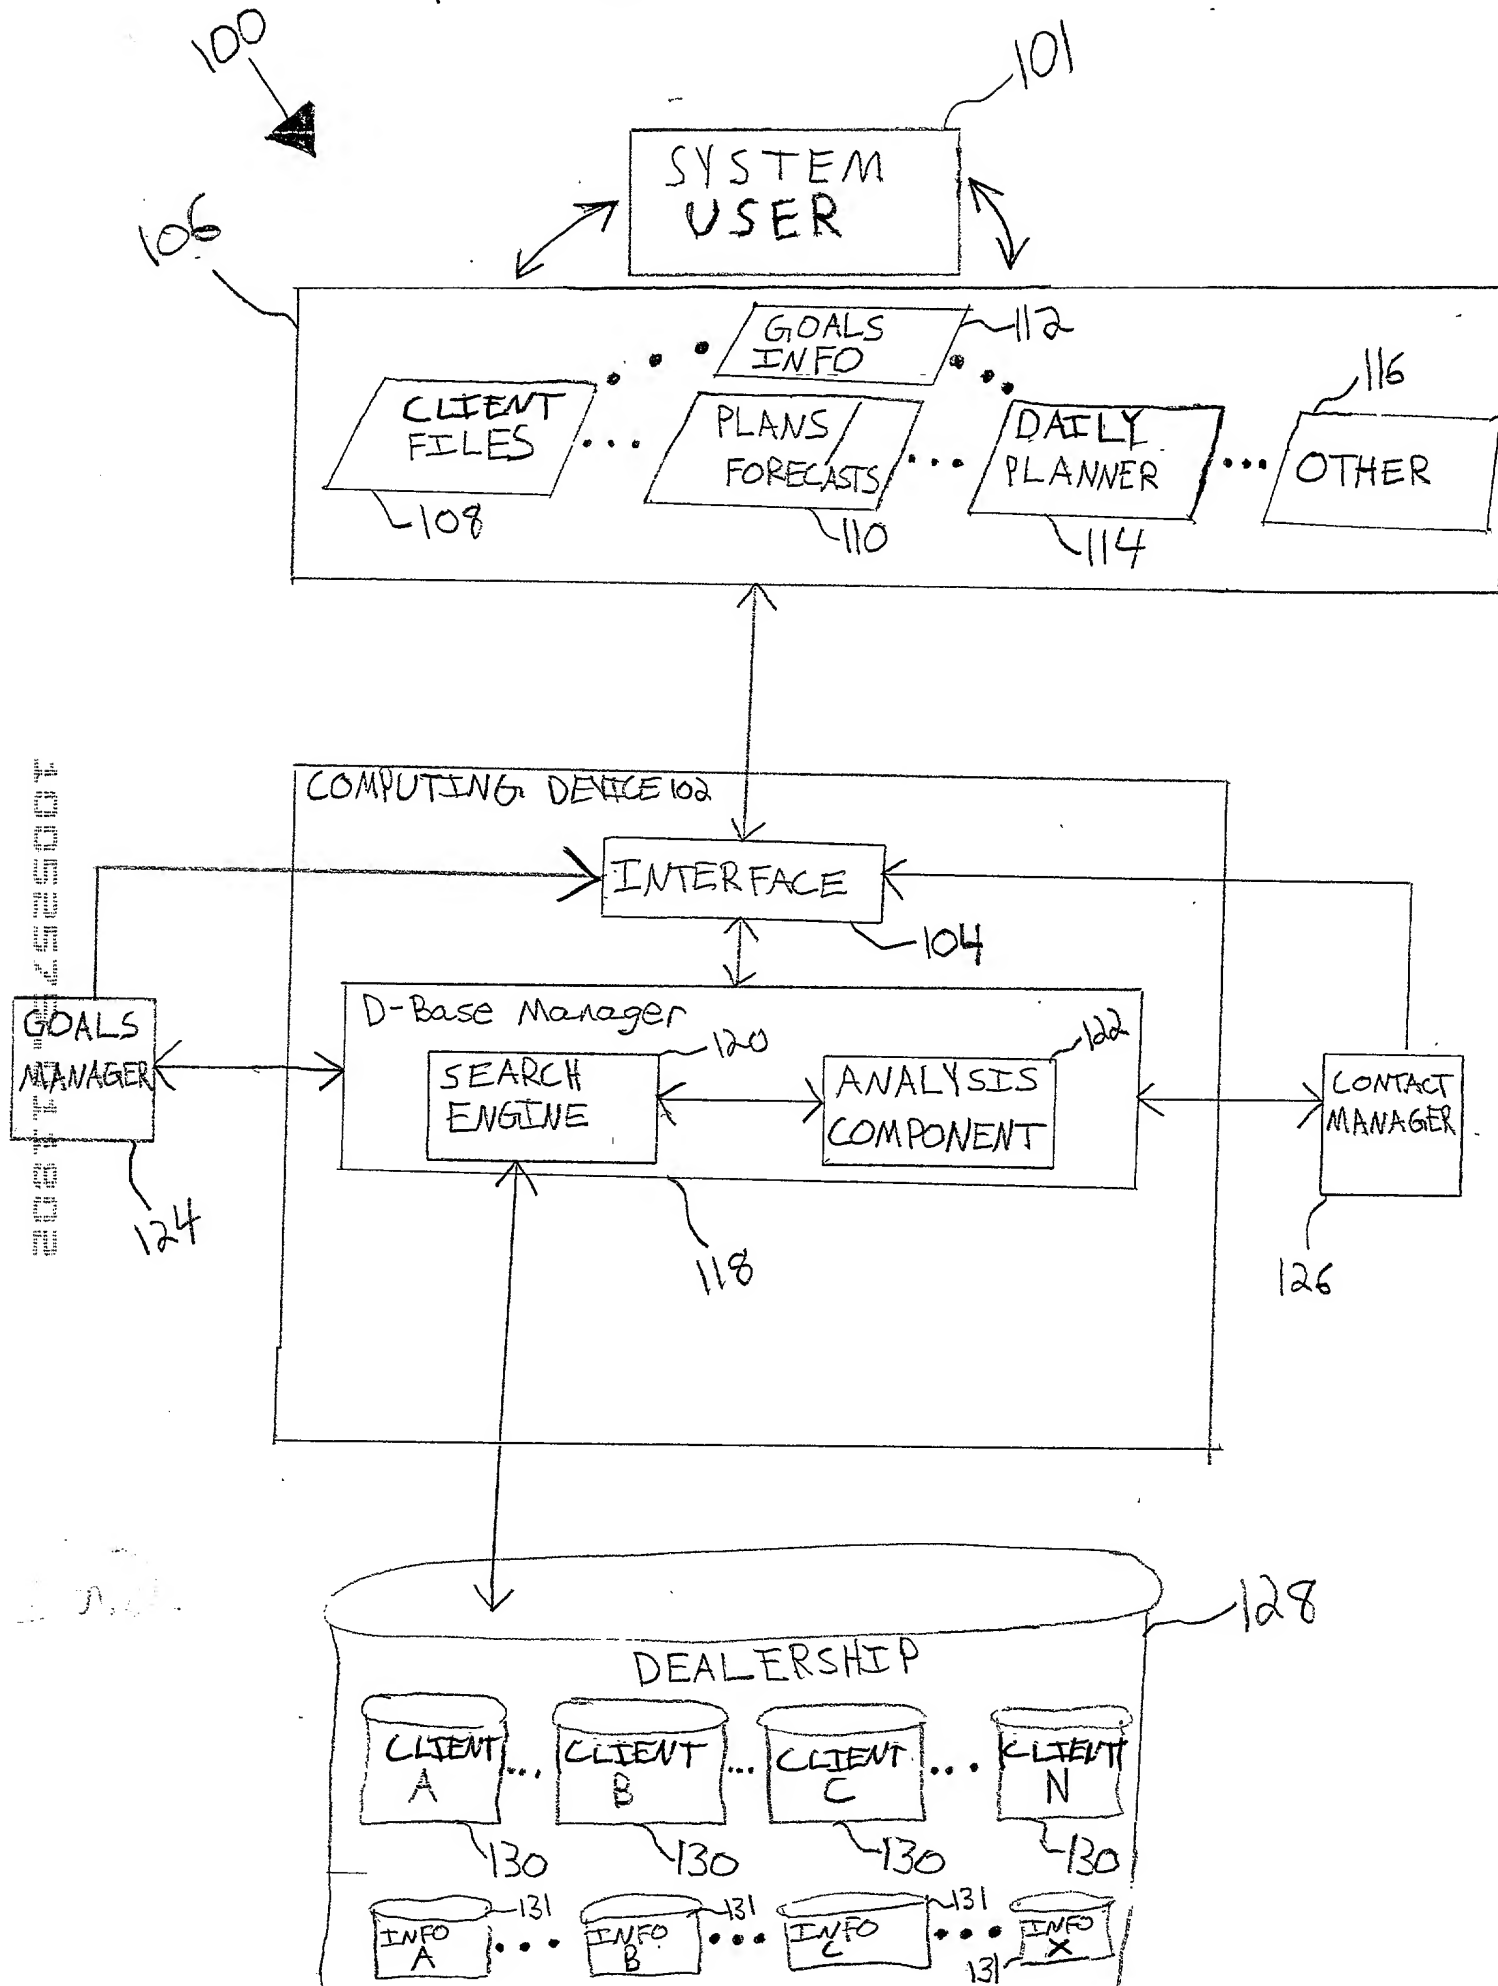 100
101
SYSTEM
USER
106
GOALS
INFO
112
116
CLIENT
FILES
PLANS/
FORECASTS
DAILY
PLANNER
OTHER
108
110
114
COMPUTING DEVICE 102
INTERFACE
104
D-Base Manager
120
122
GOALS
MANAGER
SEARCH
ENGINE
ANALYSIS
COMPONENT
CONTACT
MANAGER
124
118
126
128
DEALERSHIP
CLIENT
A
CLIENT
B
CLIENT
C
CLIENT
N
130
130
130
130
131
131
131
INFO
A
INFO
B
INFO
C
INFO
X
131